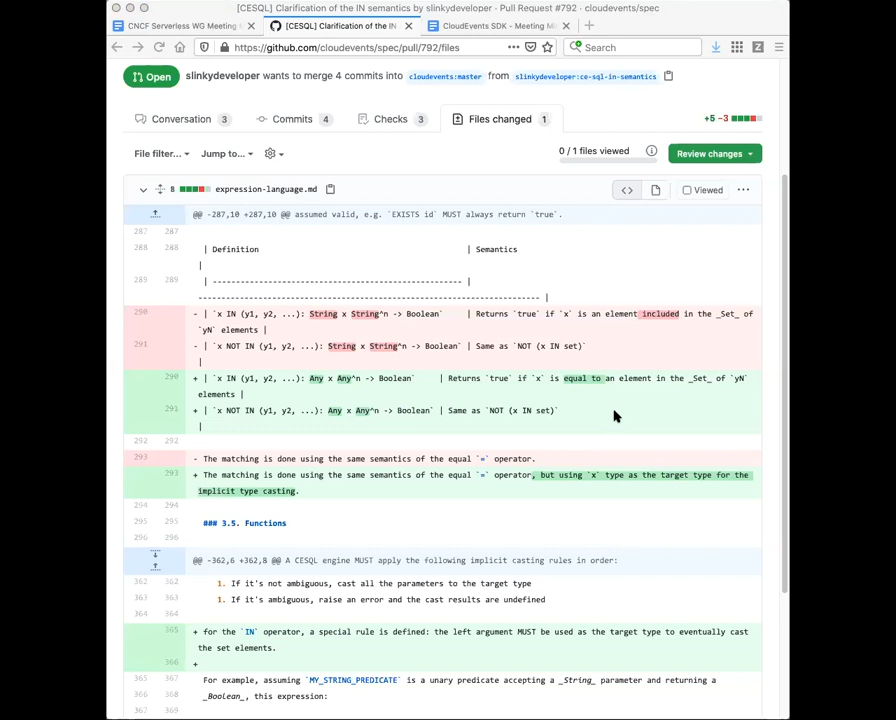 [CESQL] Clarification of the IN semantics by slinkydeveloper · Pull Request #792 · cloudevents/spec
CNCF Serverless WG Meeting
[CESQL] Clarification of the IN
CloudEvents SDK - Meeting M
https://github.com/cloudevents/spec/pull/792/files
Search
Open
slinkydeveloper wants to merge 4 commits into cloudevents:master from slinkydeveloper:ce-sql-in-semantics
Conversation 3 Commits 4 Checks 3 Files changed 1 +5 −3
File filter... Jump to... 0 / 1 files viewed Review changes
8 expression-language.md Viewed
@@ -287,10 +287,10 @@ assumed valid, e.g. `EXISTS id` MUST always return `true`.
287 287
288 288 | Definition | Semantics
|
289 289 | ------------------------------------------------- |
-------------------------------------------------------------------- |
290 - | `x IN (y1, y2, ...): String x String^n -> Boolean` | Returns `true` if `x` is an element included in the _Set_ of
`yN` elements |
291 - | `x NOT IN (y1, y2, ...): String x String^n -> Boolean` | Same as `NOT (x IN set)`
|
290 + | `x IN (y1, y2, ...): Any x Any^n -> Boolean` | Returns `true` if `x` is equal to an element in the _Set_ of `yN`
elements |
291 + | `x NOT IN (y1, y2, ...): Any x Any^n -> Boolean` | Same as `NOT (x IN set)`
|
292 292
293 - The matching is done using the same semantics of the equal `=` operator.
293 + The matching is done using the same semantics of the equal `=` operator, but using `x` type as the target type for the
implicit type casting.
294 294
295 295 ### 3.5. Functions
296 296
@@ -362,6 +362,8 @@ A CESQL engine MUST apply the following implicit casting rules in order:
362 362 1. If it's not ambiguous, cast all the parameters to the target type
363 363 1. If it's ambiguous, raise an error and the cast results are undefined
364 364
365 + for the `IN` operator, a special rule is defined: the left argument MUST be used as the target type to eventually cast
the set elements.
366 +
365 367 For example, assuming `MY_STRING_PREDICATE` is a unary predicate accepting a _String_ parameter and returning a
366 368 _Boolean_, this expression:
367 369